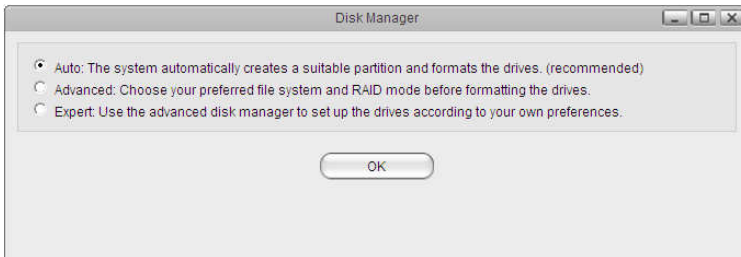 Disk Manager
Auto: The system automatically creates a suitable partition and formats the drives. (recommended)
Advanced: Choose your preferred file system and RAID mode before formatting the drives.
Expert: Use the advanced disk manager to set up the drives according to your own preferences.
OK